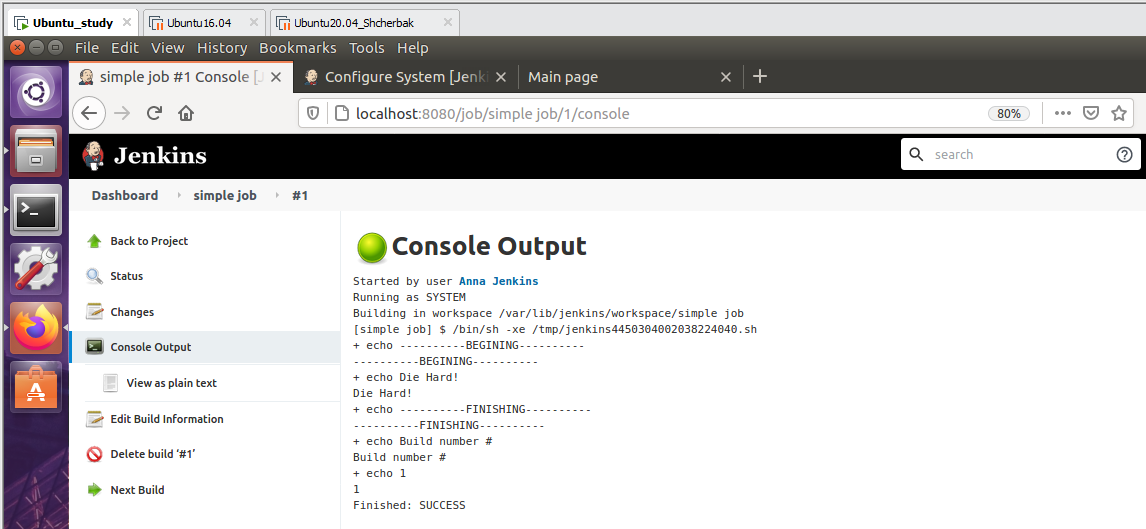 Ubuntu_study
Ubuntu16.04
Ubuntu20.04_Shcherbak
File Edit View History Bookmarks Tools Help
simple job #1 Console [J
Configure System [Jenki
Main page
localhost:8080/job/simple job/1/console
80%
Jenkins
search
Dashboard
simple job
#1
Back to Project
Status
Changes
Console Output
View as plain text
Edit Build Information
Delete build ‘#1’
Next Build
Console Output
Started by user Anna Jenkins
Running as SYSTEM
Building in workspace /var/lib/jenkins/workspace/simple job
[simple job] $ /bin/sh -xe /tmp/jenkins4450304002038224040.sh
+ echo ----------BEGINING----------
----------BEGINING----------
+ echo Die Hard!
Die Hard!
+ echo ----------FINISHING----------
----------FINISHING----------
+ echo Build number #
Build number #
+ echo 1
1
Finished: SUCCESS